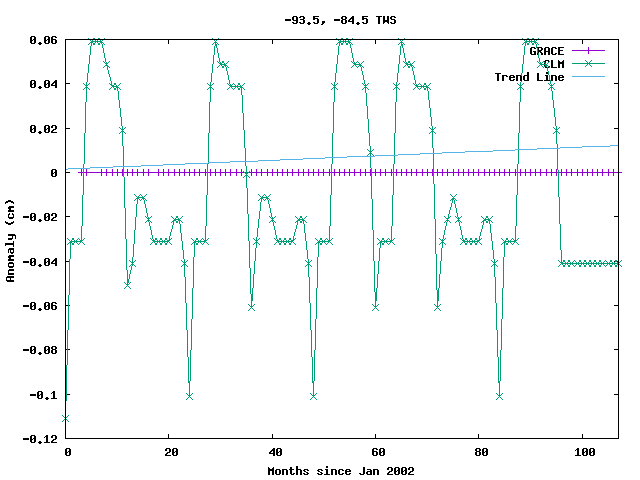 -93.5, -84.5 TWS
GRACE
CLM
Trend Line
0.06
0.04
0.02
0
-0.02
-0.04
-0.06
-0.08
-0.1
-0.12
Anomaly (cm)
0 20 40 60 80 100
Months since Jan 2002